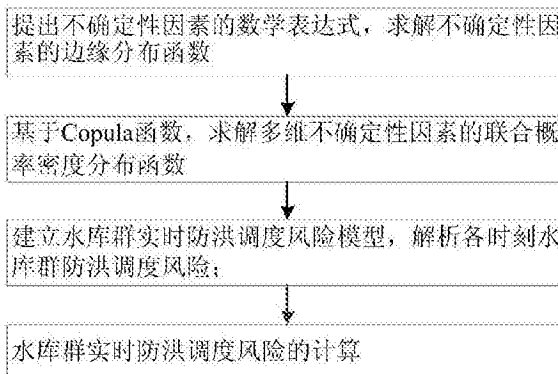 提出不确定性因素的数学表达式，求解不确定性因
素的边缘分布函数
基于Copula函数，求解多维不确定性因素的联合概
率密度分布函数
建立水库群实时防洪调度风险模型，解析各时刻水
库群防洪调度风险；
水库群实时防洪调度风险的计算